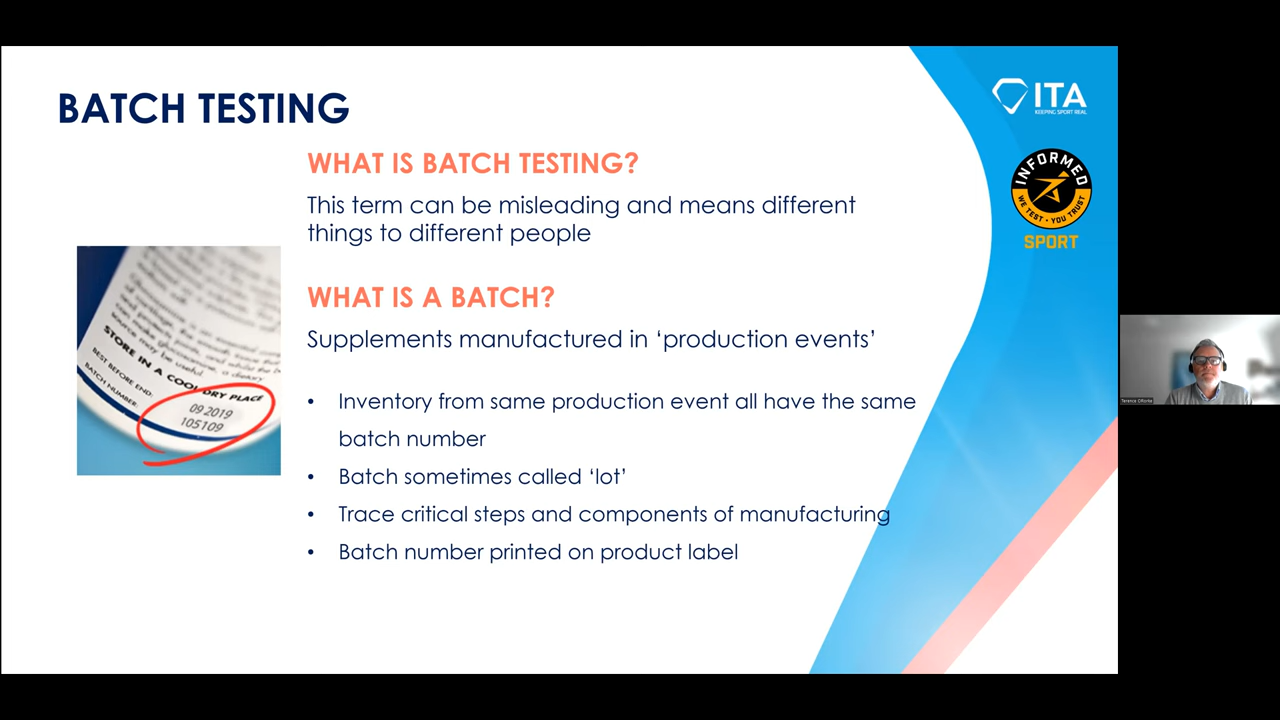 BATCH TESTING
ITA
KEEPING SPORT REAL
INFORMED
WE TEST • YOU TRUST
SPORT
WHAT IS BATCH TESTING?
This term can be misleading and means different
things to different people
WHAT IS A BATCH?
Supplements manufactured in ‘production events’
• Inventory from same production event all have the same
batch number
• Batch sometimes called ‘lot’
• Trace critical steps and components of manufacturing
• Batch number printed on product label
STORE IN A COOL DRY PLACE
BEST BEFORE END:
09 2019
BATCH NUMBER:
105109